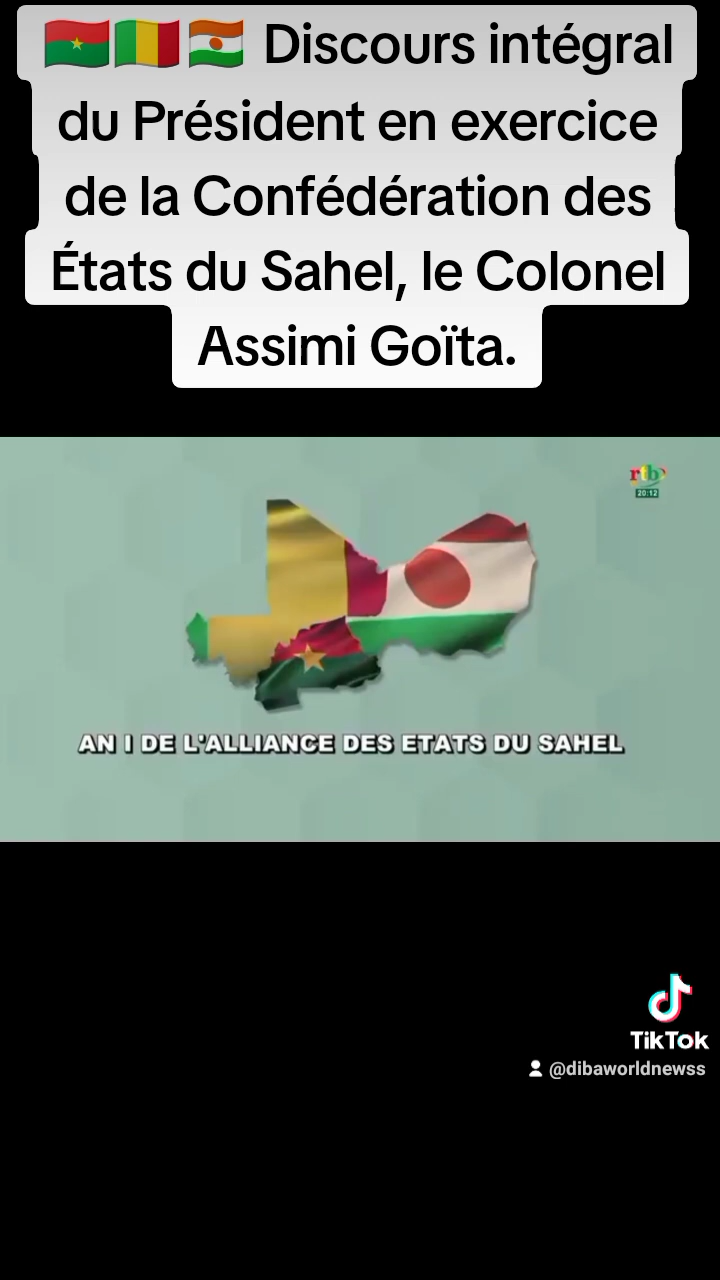 🇧🇫🇲🇱🇳🇪 Discours intégral
du Président en exercice
de la Confédération des
États du Sahel, le Colonel
Assimi Goïta.
rtb
20:12
AN I DE L'ALLIANCE DES ETATS DU SAHEL
TikTok
@dibaworldnewss